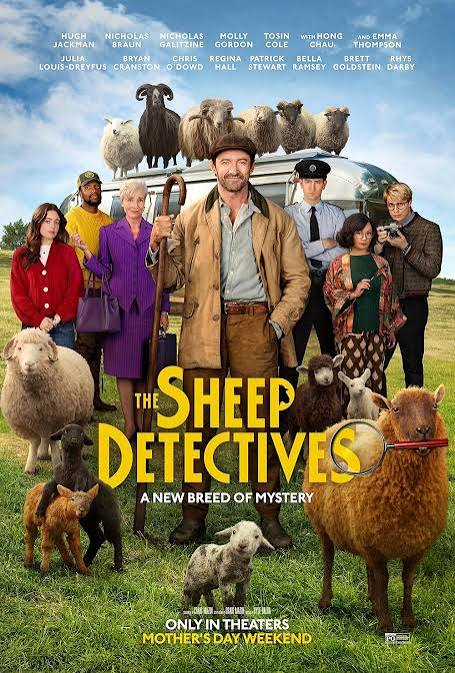 HUGH JACKMAN NICHOLAS BRAUN NICHOLAS GALITZINE MOLLY GORDON TOSIN COLE WITH HONG CHAU AND EMMA THOMPSON
JULIA LOUIS-DREYFUS BRYAN CRANSTON CHRIS O'DOWD REGINA HALL PATRICK STEWART BELLA RAMSEY BRETT GOLDSTEIN RHYS DARBY
THE SHEEP
DETECTIVES
A NEW BREED OF MYSTERY
ONLY IN THEATERS
MOTHER'S DAY WEEKEND